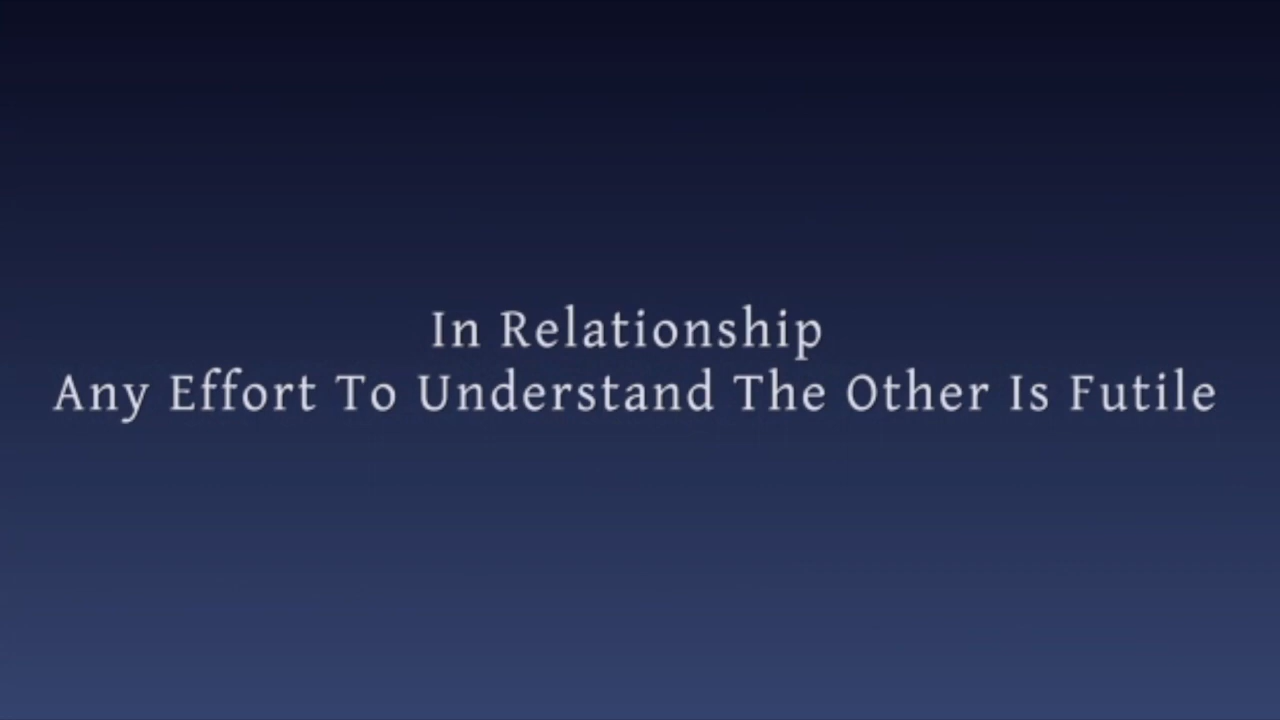 In Relationship
Any Effort To Understand The Other Is Futile